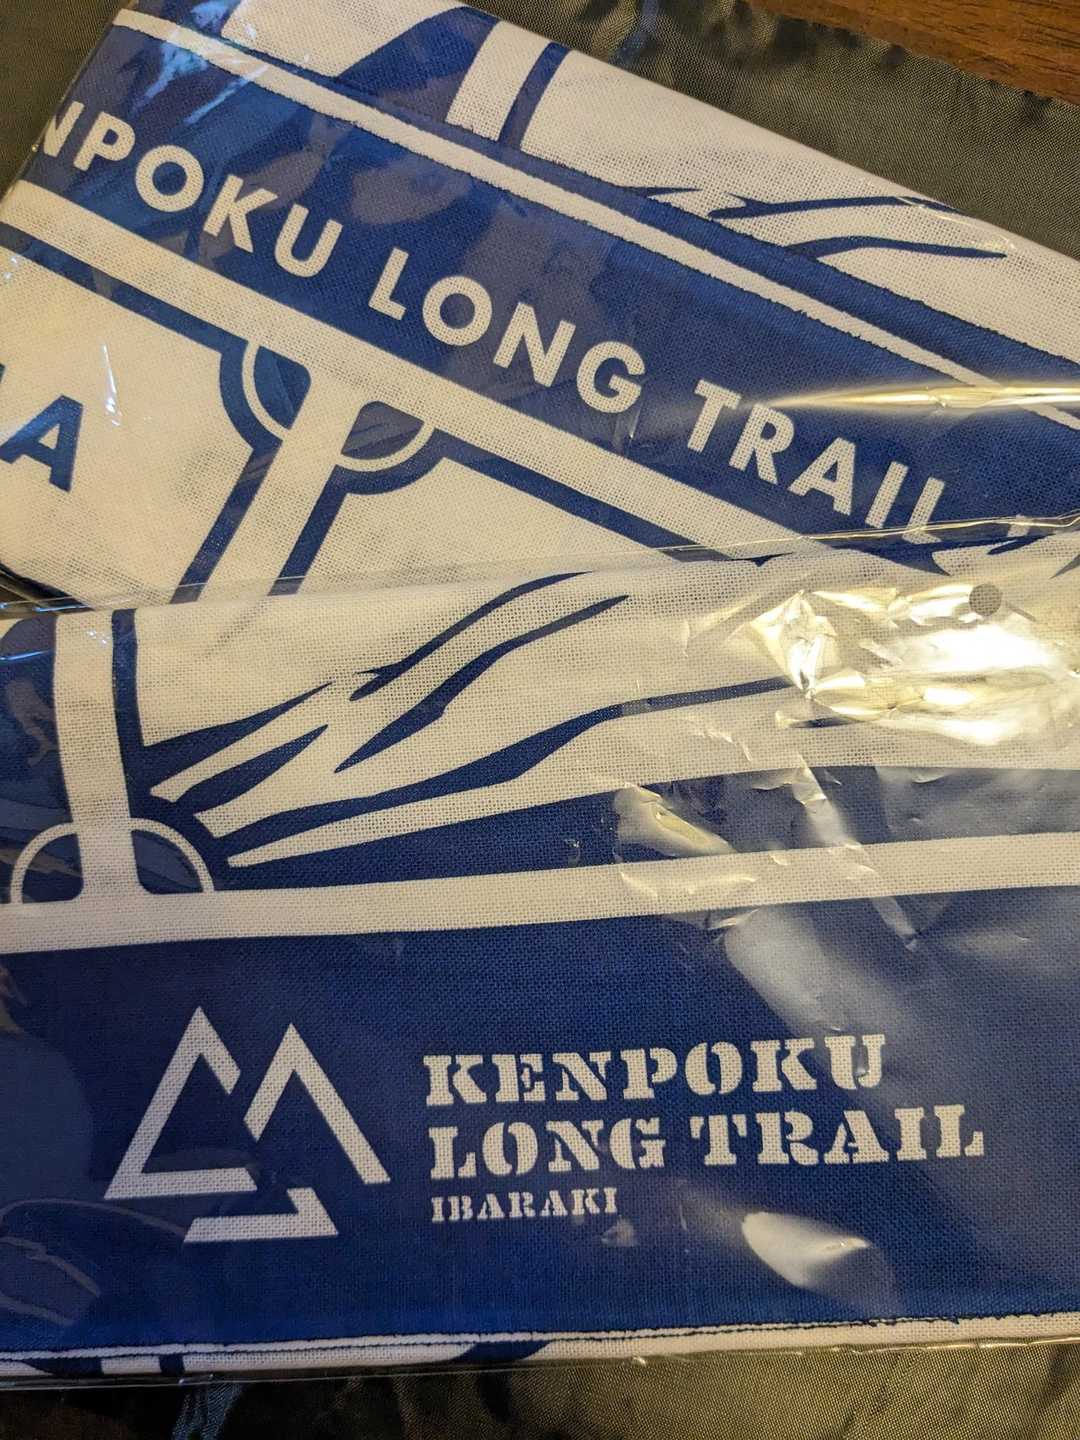 NPOKU LONG TRAIL
A
KENPOKU
LONG TRAIL
IBARAKI